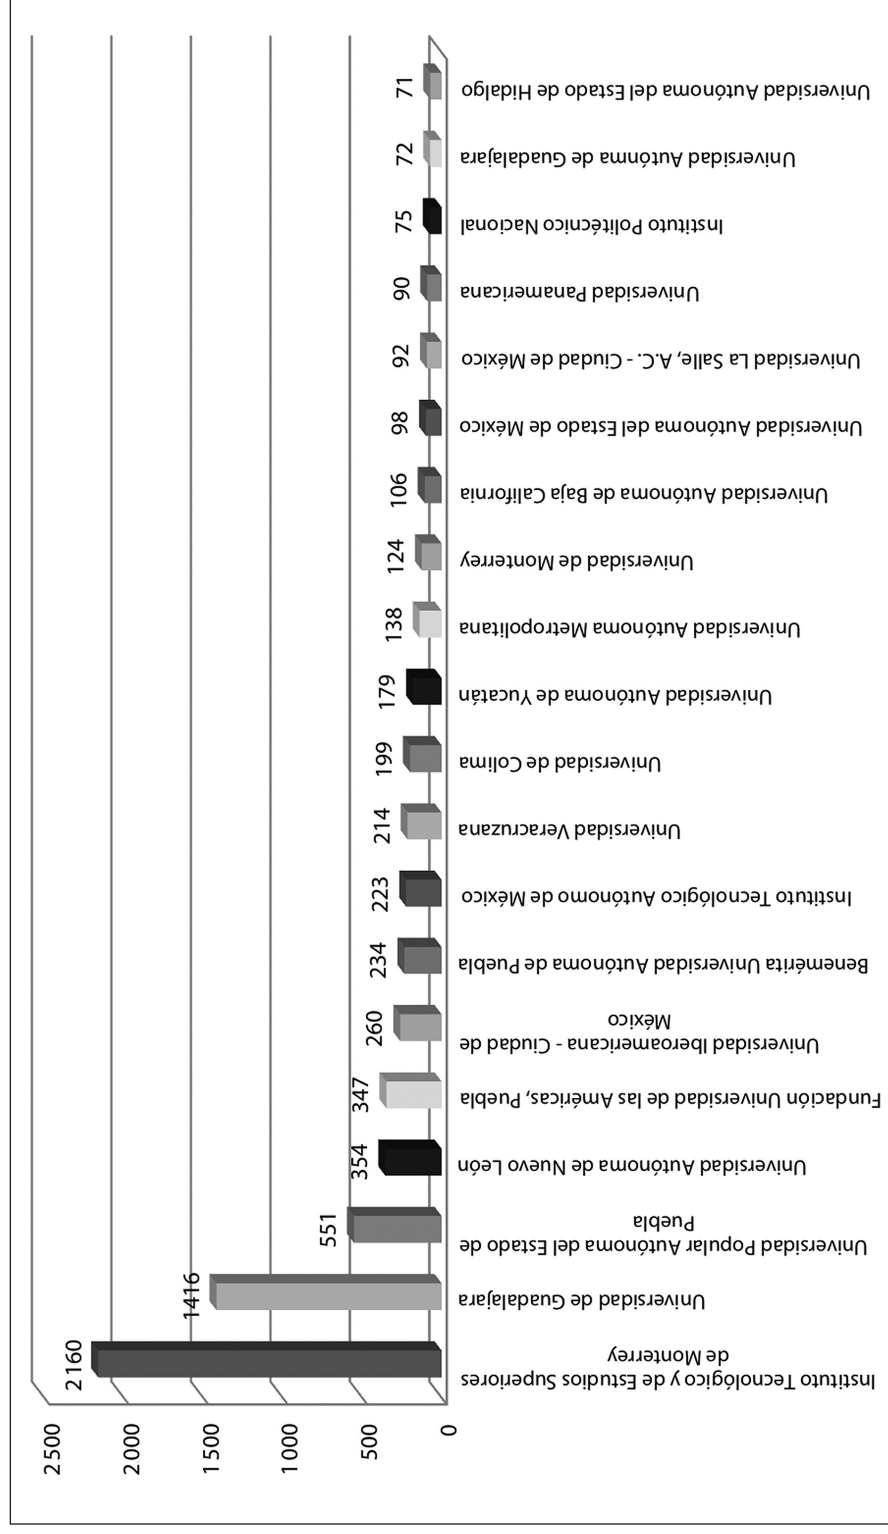 2 500
2 000
1 500
1 000
500
0
2 160
1416
551
354
347
260
234
223
214
199
179
138
124
106
98
92
90
75
72
71
Instituto Tecnológico y de Estudios Superiores
de Monterrey
Universidad de Guadalajara
Universidad Popular Autónoma del Estado de
Puebla
Universidad Autónoma de Nuevo León
Fundación Universidad de las Américas, Puebla
Universidad Iberoamericana - Ciudad de
México
Benemérita Universidad Autónoma de Puebla
Instituto Tecnológico Autónomo de México
Universidad Veracruzana
Universidad de Colima
Universidad Autónoma de Yucatán
Universidad Autónoma Metropolitana
Universidad de Monterrey
Universidad Autónoma de Baja California
Universidad Autónoma del Estado de México
Universidad La Salle, A.C. - Ciudad de México
Universidad Panamericana
Instituto Politécnico Nacional
Universidad Autónma de Guadalajara
Universidad Autónoma del Estado de Hidalgo